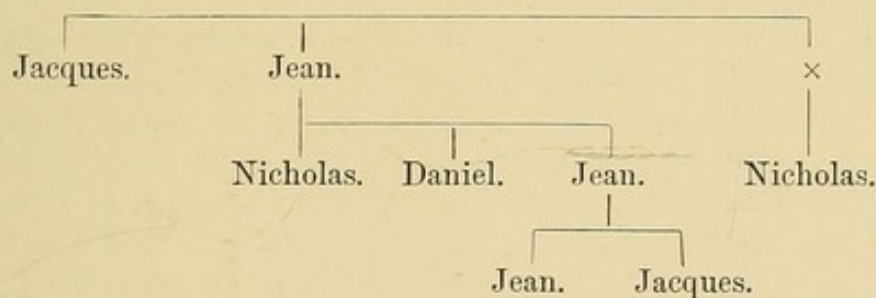 Jacques. Jean. ×
Nicholas. Daniel. Jean. Nicholas.
Jean. Jacques.